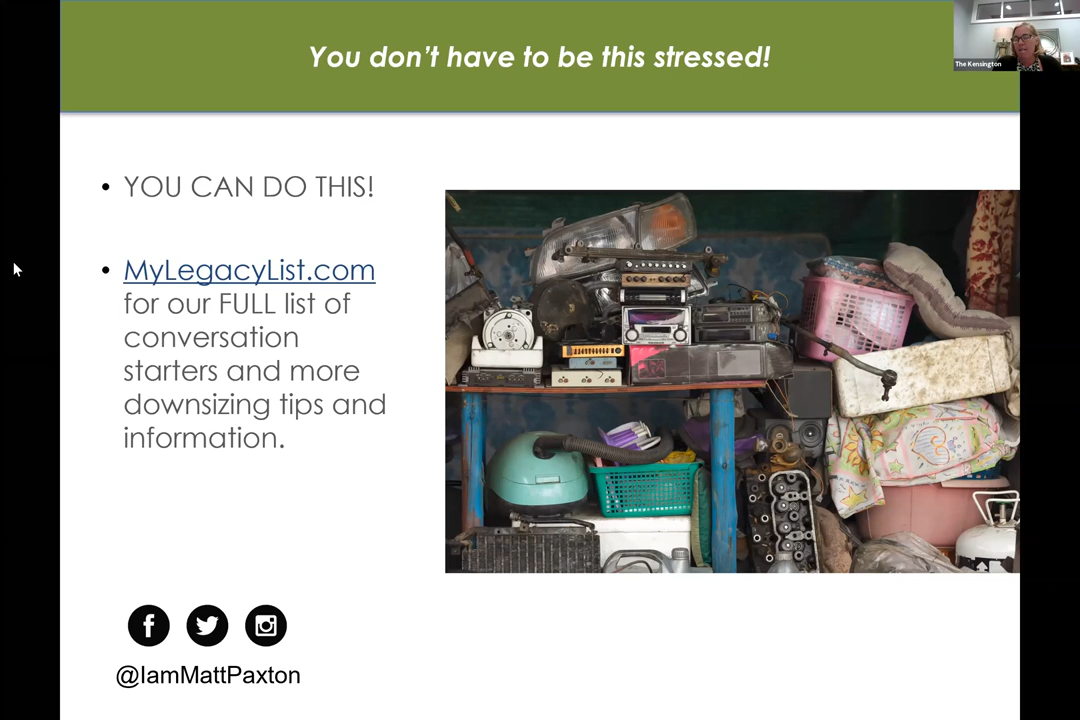 You don't have to be this stressed!
The Kensington
• YOU CAN DO THIS!
• MyLegacyList.com
for our FULL list of
conversation
starters and more
downsizing tips and
information.
@IamMattPaxton